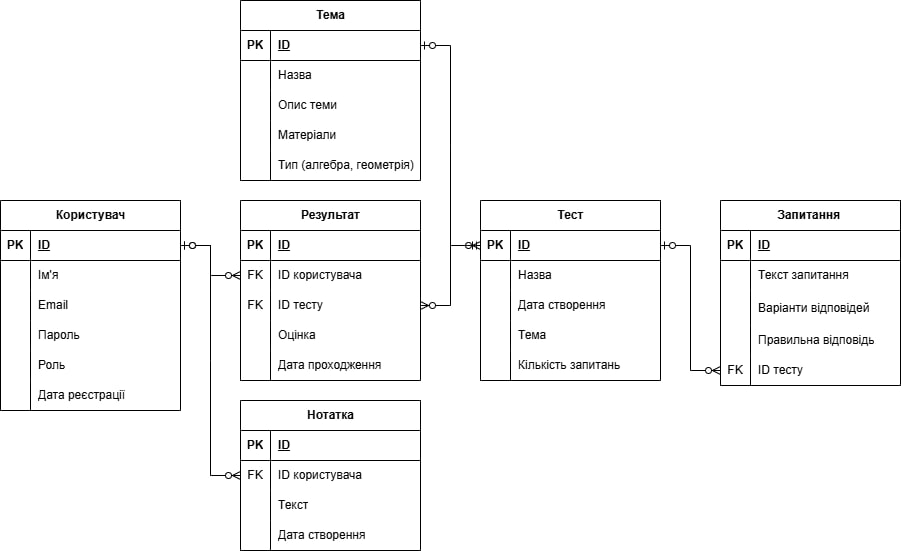 Тема
PK ID
Назва
Опис теми
Матеріали
Тип (алгебра, геометрія)
Користувач
PK ID
Ім'я
Email
Пароль
Роль
Дата реєстрації
Результат
PK ID
FK ID користувача
FK ID тесту
Оцінка
Дата проходження
Тест
PK ID
Назва
Дата створення
Тема
Кількість запитань
Запитання
PK ID
Текст запитання
Варіанти відповідей
Правильна відповідь
FK ID тесту
Нотатка
PK ID
FK ID користувача
Текст
Дата створення